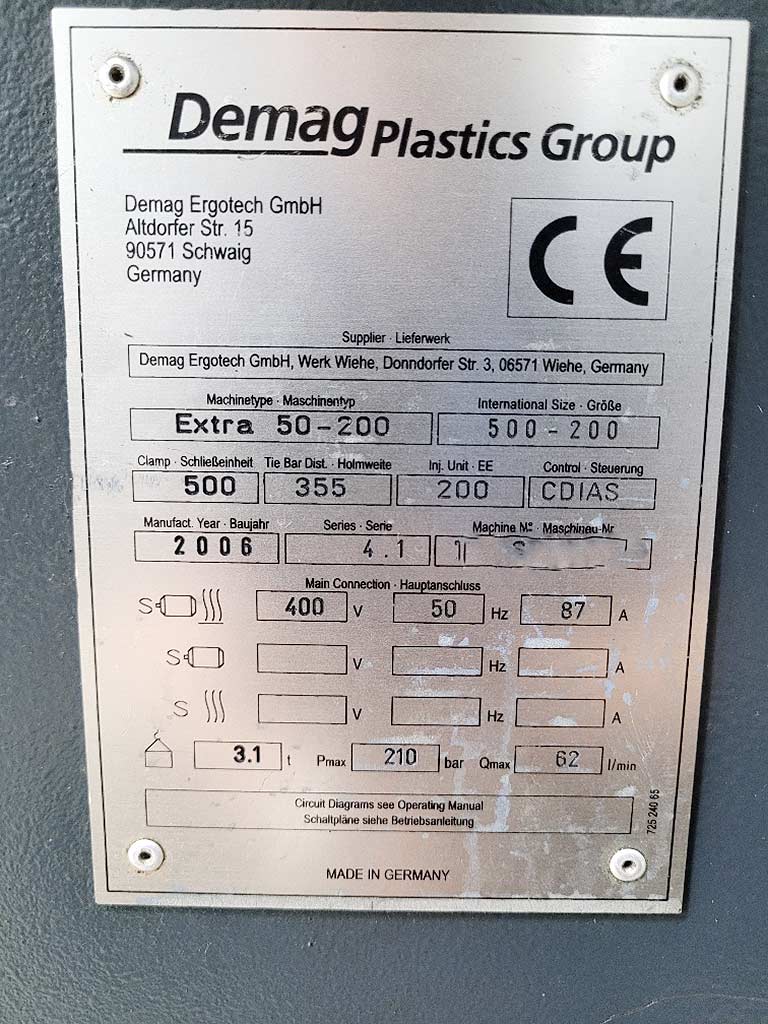 Demag Plastics Group
Demag Ergotech GmbH
Altdorfer Str. 15
90571 Schwaig
Germany
CE
Supplier · Lieferwerk
Demag Ergotech GmbH, Werk Wiehe, Donndorfer Str. 3, 06571 Wiehe, Germany
Machinetype · Maschinentyp International Size · Größe
Extra 50-200 500-200
Clamp · Schließeinheit Tie Bar Dist. · Holmweite Inj. Unit · EE Control · Steuerung
500 355 200 CDIAS
Manufact. Year · Baujahr Series · Serie Machine · Maschinen-Nr
2006 4.1
Main Connection · Hauptanschluss
S 400 V 50 Hz 87 A
S V Hz A
S V Hz A
3.1 t Pmax 210 bar Qmax 62 l/min
Circuit Diagrams see Operating Manual
Schaltpläne siehe Betriebsanleitung
725 240 65
MADE IN GERMANY